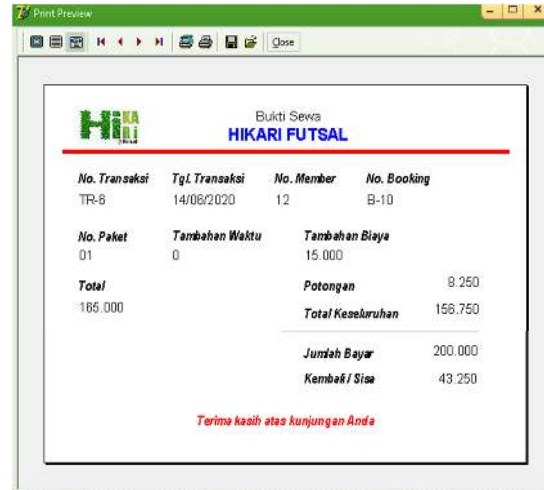 Print Preview
Close
HiKARi
Bukti Sewa
HIKARI FUTSAL
No. Transaksi Tgl. Transaksi No. Member No. Booking
TR-6 14/06/2020 12 B-10
No. Paket Tambahan Waktu Tambahan Biaya
01 0 15.000
Total Potongan 8.250
165.000 Total Keseluruhan 156.750
Jumlah Bayar 200.000
Kembali / Sisa 43.250
Terima kasih atas kunjungan Anda